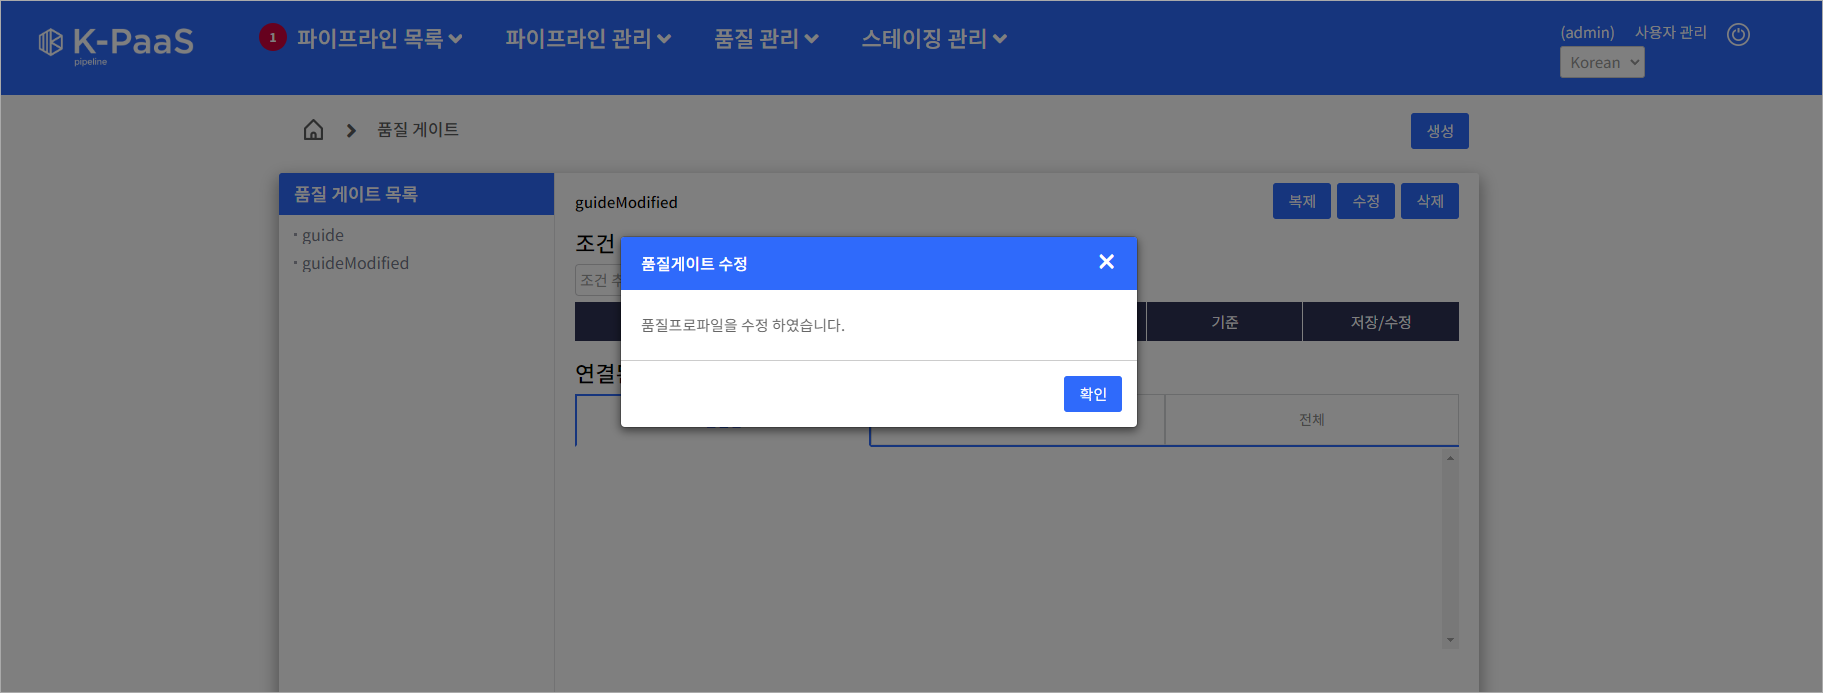 K-PaaS
pipeline
1 파이프라인 목록
파이프라인 관리
품질 관리
스테이징 관리
(admin) 사용자 관리
Korean
품질 게이트
생성
품질 게이트 목록
guide
guideModified
guideModified
복제 수정 삭제
조건
조건
품질게이트 수정
품질프로파일을 수정 하였습니다.
확인
기준 저장/수정
전체